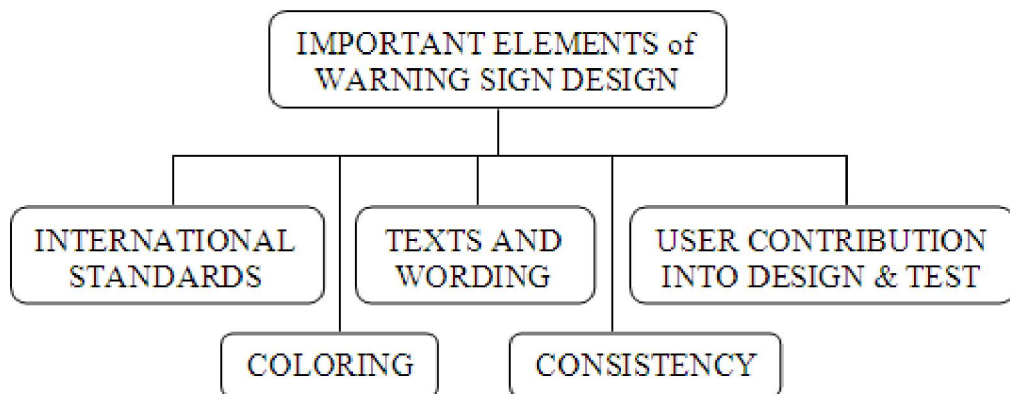 IMPORTANT ELEMENTS of
WARNING SIGN DESIGN
INTERNATIONAL
STANDARDS
TEXTS AND
WORDING
USER CONTRIBUTION
INTO DESIGN & TEST
COLORING
CONSISTENCY